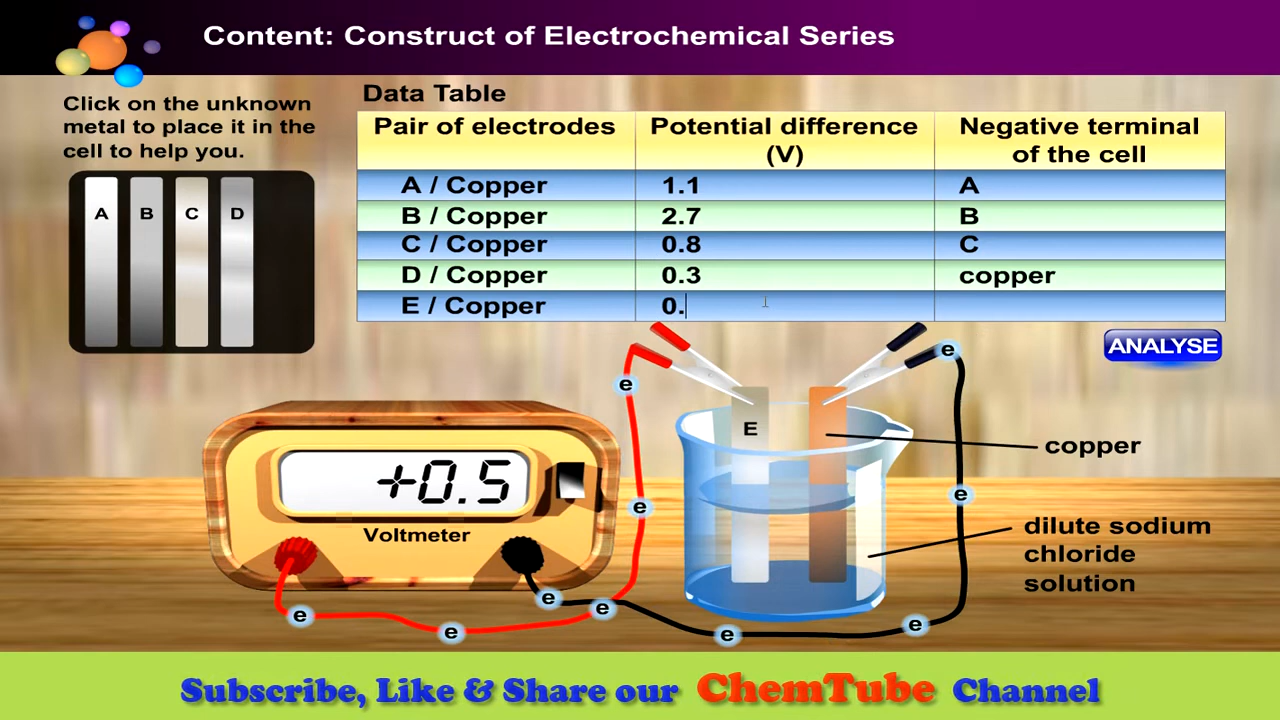 Content: Construct of Electrochemical Series
Click on the unknown
metal to place it in the
cell to help you.
A B C D
Data Table
Pair of electrodes Potential difference (V) Negative terminal of the cell
A / Copper 1.1 A
B / Copper 2.7 B
C / Copper 0.8 C
D / Copper 0.3 copper
E / Copper 0.
ANALYSE
e
e
E
copper
+0.5
e
e
Voltmeter
dilute sodium
chloride
solution
e
e
e
e
e
e
Subscribe, Like & Share our ChemTube Channel